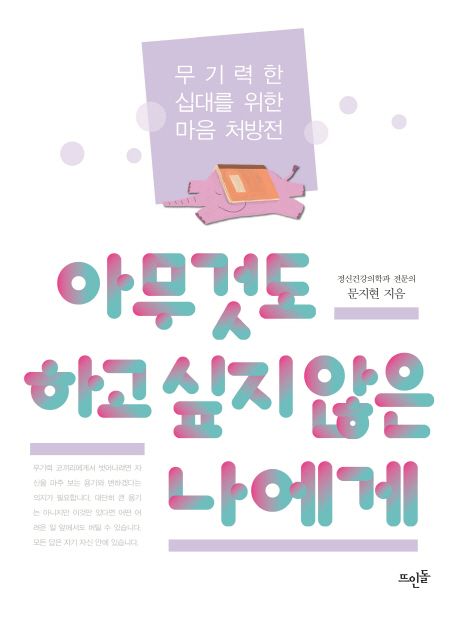 무기력한
십대를 위한
마음 처방전
아무것도
정신건강의학과 전문의
문지현 지음
하고 싶지 않은
나에게
무기력 코끼리에게서 벗어나려면 자
신을 마주 보는 용기와 변하겠다는
의지가 필요합니다. 대단히 큰 용기
는 아니지만 이것만 있다면 어떤 어
려운 일 앞에서도 버틸 수 있습니다.
모든 답은 자기 자신 안에 있습니다.
뜨인돌